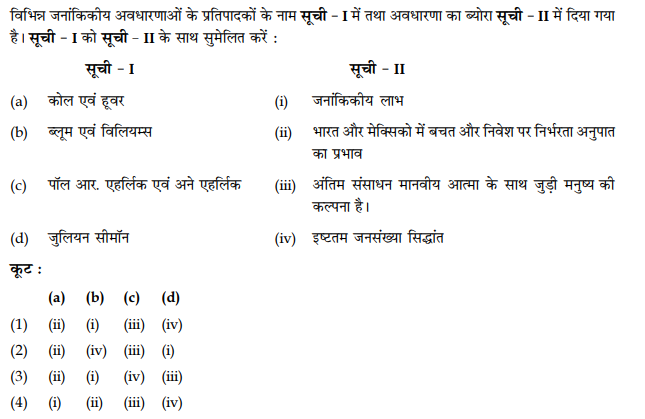 विभिन्न जनांकिकीय अवधारणाओं के प्रतिपादकों के नाम सूची - I में तथा अवधारणा का ब्योरा सूची - II में दिया गया
है। सूची - I को सूची - II के साथ सुमेलित करें :
सूची - I सूची - II
(a) कोल एवं हूवर (i) जनांकिकीय लाभ
(b) ब्लूम एवं विलियम्स (ii) भारत और मेक्सिको में बचत और निवेश पर निर्भरता अनुपात
का प्रभाव
(c) पॉल आर. एहर्लिक एवं अने एहर्लिक (iii) अंतिम संसाधन मानवीय आत्मा के साथ जुड़ी मनुष्य की
कल्पना है।
(d) जुलियन सीमॉन (iv) इष्टतम जनसंख्या सिद्धांत
कूट :
(a) (b) (c) (d)
(1) (ii) (i) (iii) (iv)
(2) (ii) (iv) (iii) (i)
(3) (ii) (i) (iv) (iii)
(4) (i) (ii) (iii) (iv)